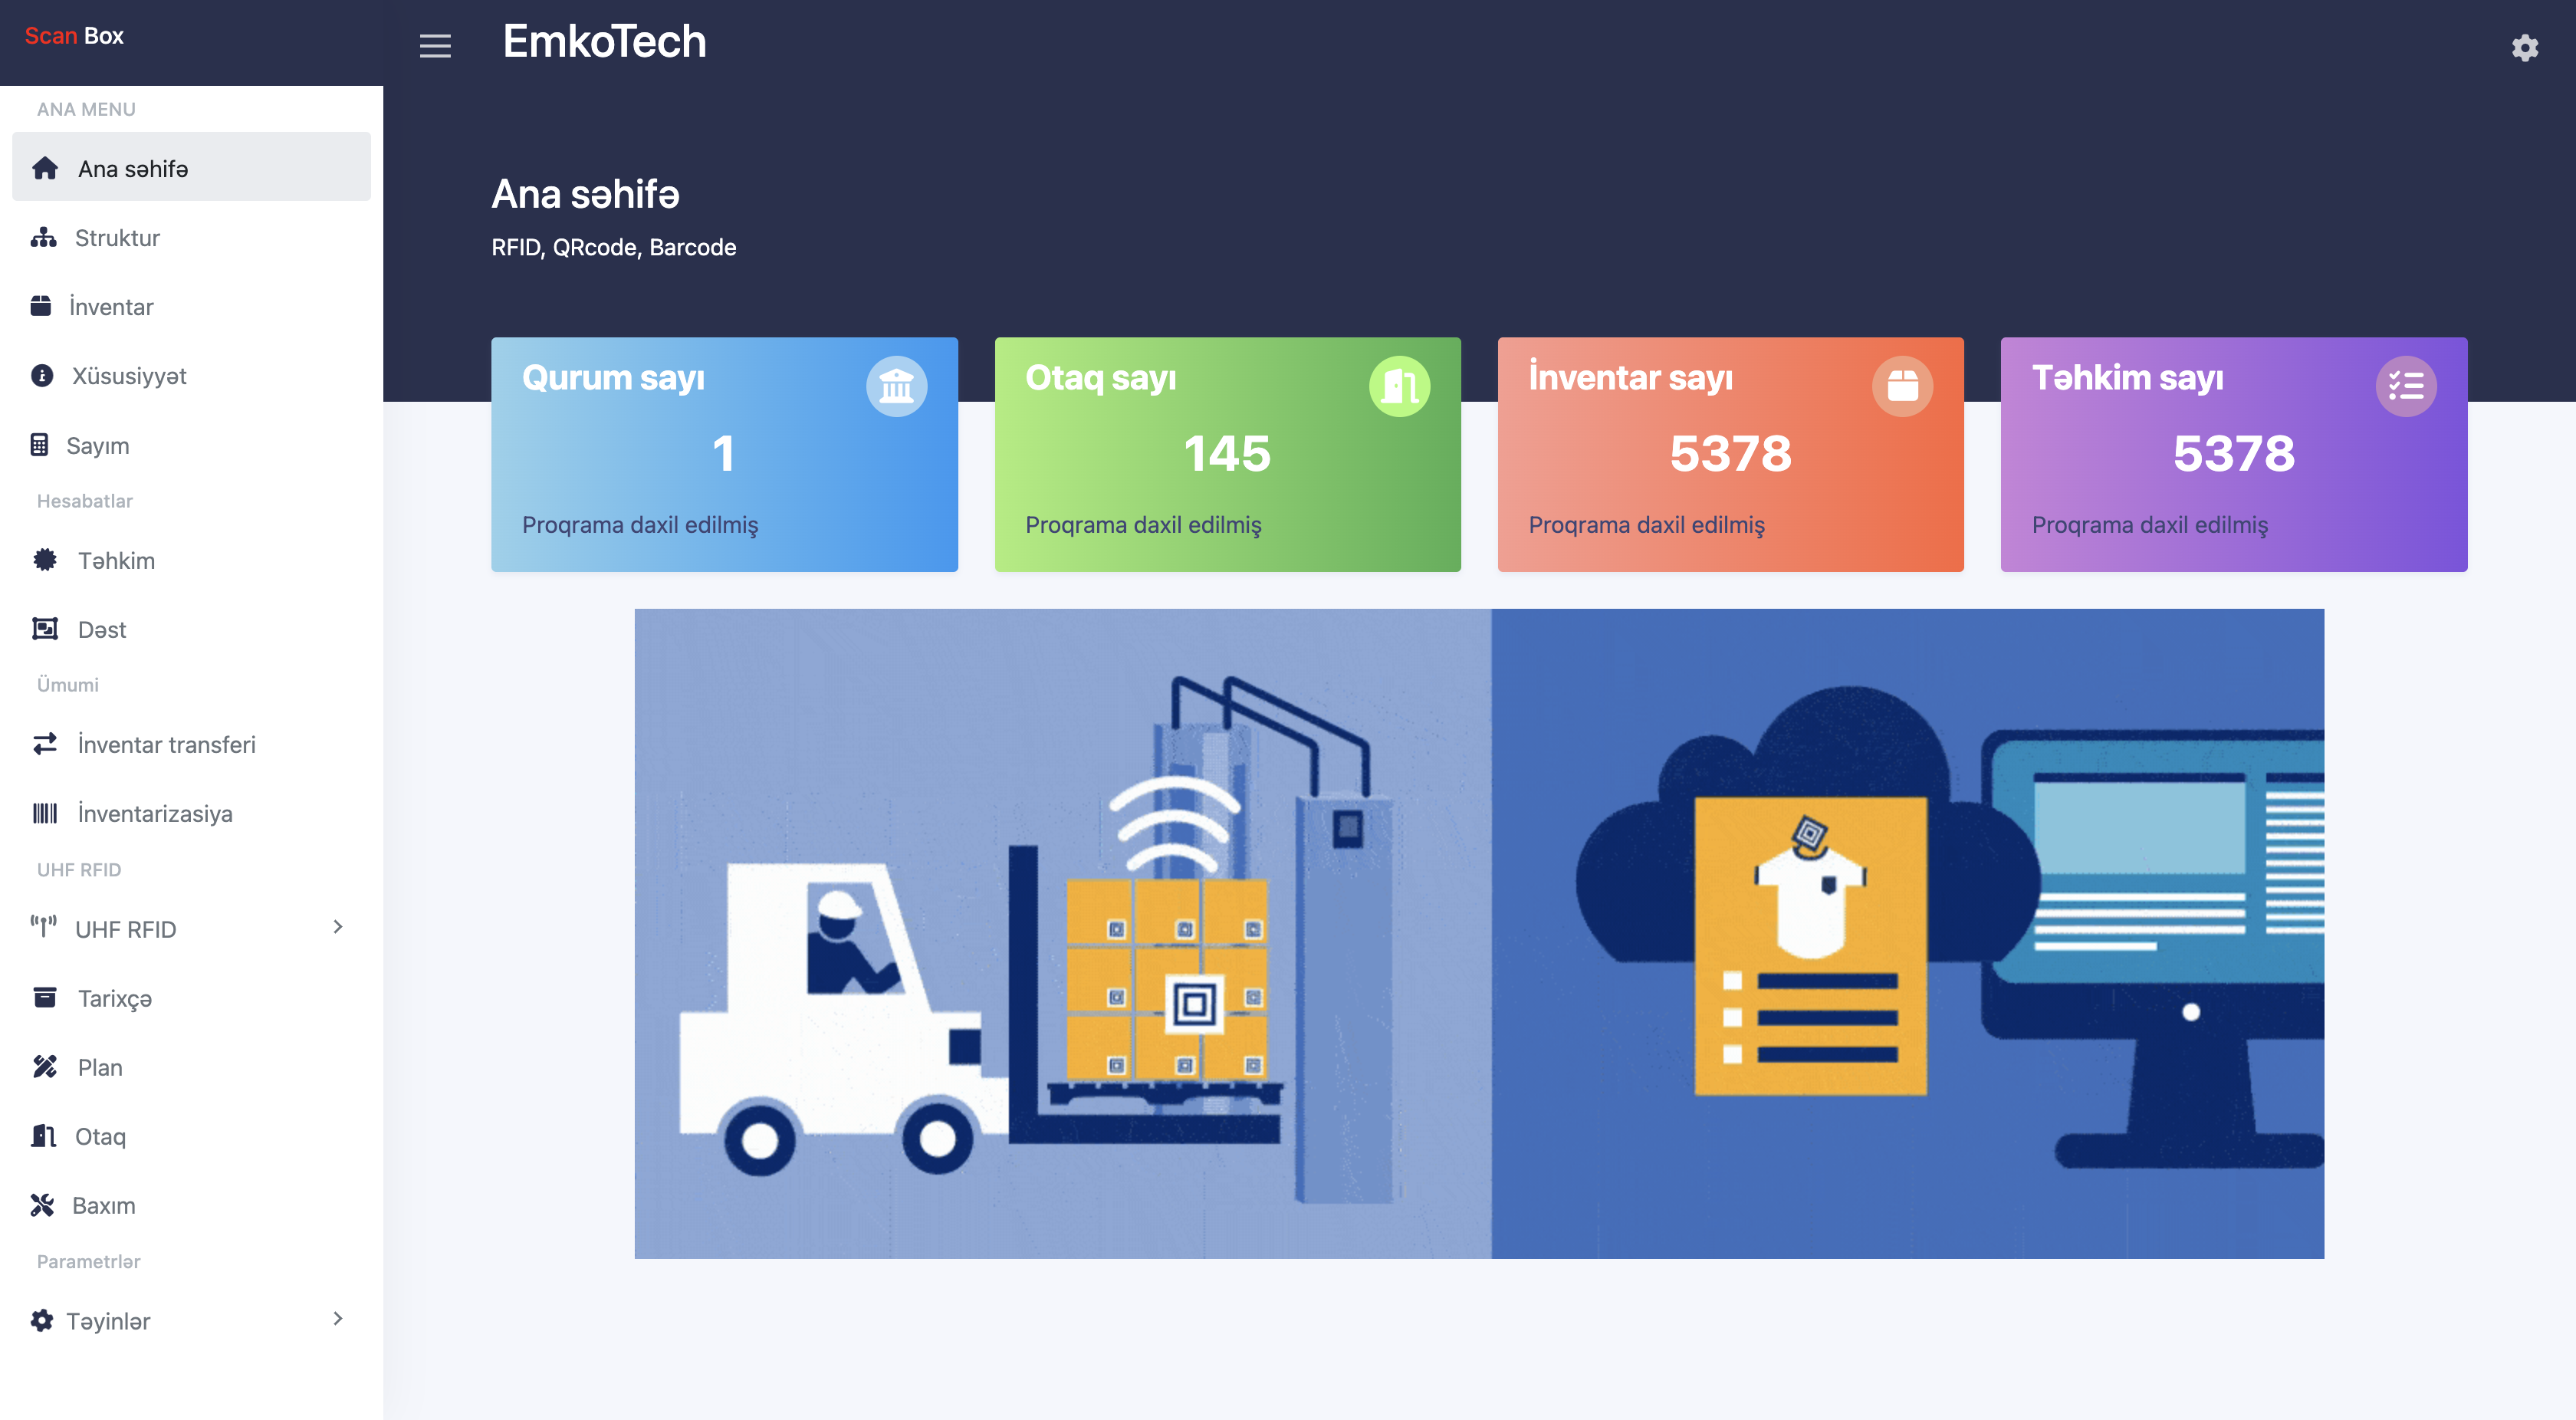 Scan Box
EmkoTech
ANA MENU
Ana səhifə
Struktur
İnventar
Xüsusiyyət
Sayım
Hesabatlar
Təhkim
Dəst
Ümumi
İnventar transferi
İnventarizasiya
UHF RFID
UHF RFID
Tarixçə
Plan
Otaq
Baxım
Parametrlər
Təyinlər
Ana səhifə
RFID, QRcode, Barcode
Qurum sayı
1
Proqrama daxil edilmiş
Otaq sayı
145
Proqrama daxil edilmiş
İnventar sayı
5378
Proqrama daxil edilmiş
Təhkim sayı
5378
Proqrama daxil edilmiş